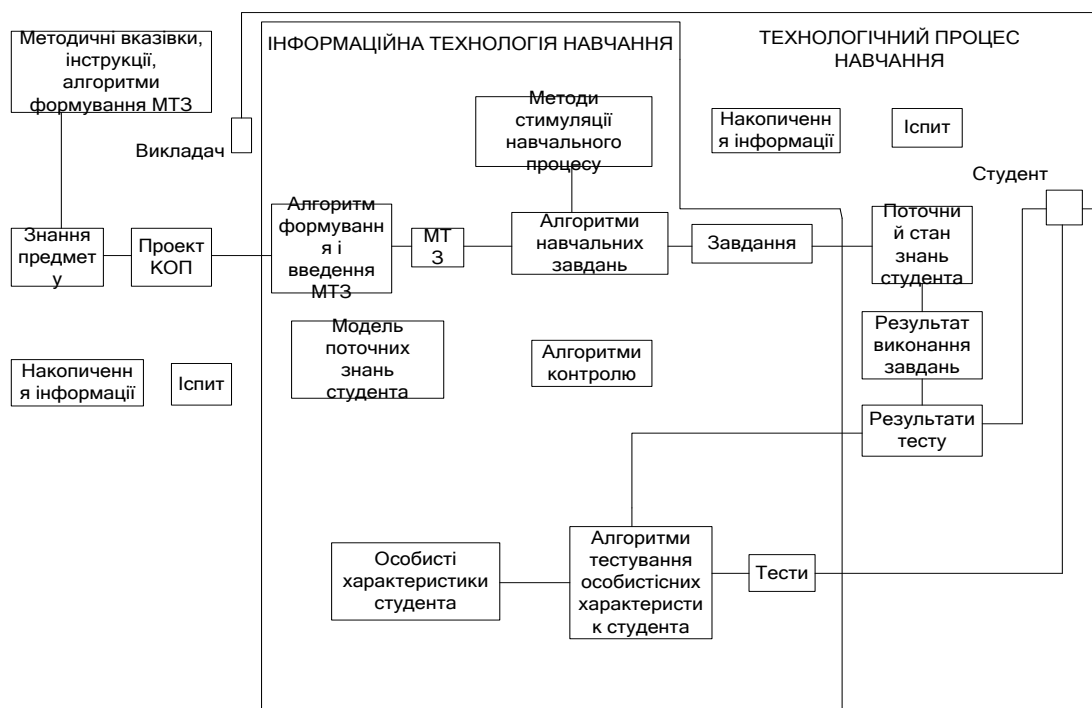 Методичні вказівки,
інструкції,
алгоритми
формування МТЗ
ІНФОРМАЦІЙНА ТЕХНОЛОГІЯ НАВЧАННЯ
ТЕХНОЛОГІЧНИЙ ПРОЦЕС
НАВЧАННЯ
Викладач
Методи
стимуляції
навчального
процесу
Накопиченн
я інформації
Іспит
Студент
Знання
предмет
у
Проект
КОП
Алгоритм
формуванн
я і
введення
МТЗ
МТ
З
Алгоритми
навчальних
завдань
Завдання
Поточни
й стан
знань
студента
Модель
поточних
знань
студента
Алгоритми
контролю
Результат
виконання
завдань
Накопиченн
я інформації
Іспит
Результати
тесту
Особисті
характеристики
студента
Алгоритми
тестування
особистісних
характеристи
к студента
Тести